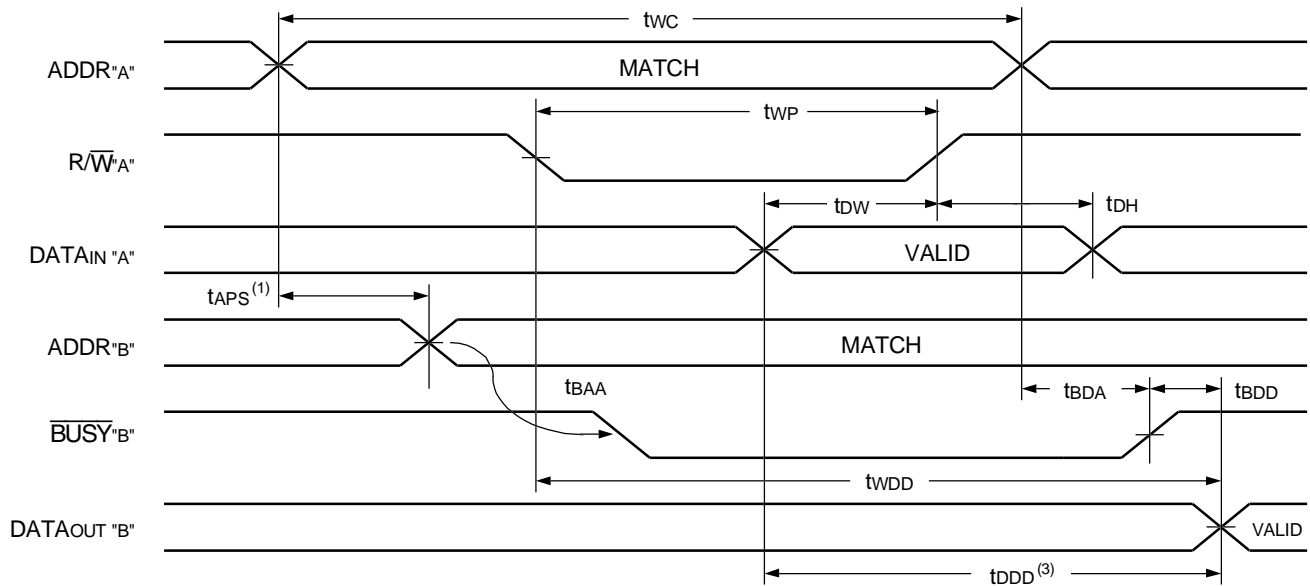 tWC
ADDR"A"
MATCH
tWP
R/W̅"A"
tDW
tDH
DATAIN "A"
VALID
tAPS(1)
ADDR"B"
MATCH
tBAA
tBDA
tBDD
B̅U̅S̅Y̅"B"
tWDD
DATAOUT "B"
VALID
tDDD(3)